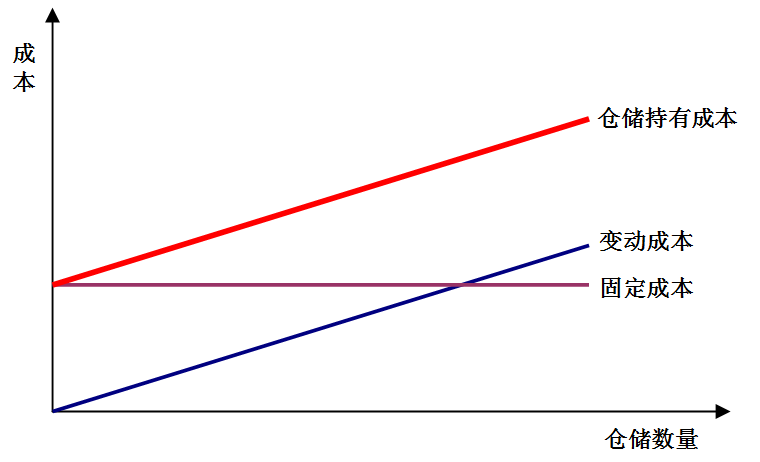 成
本
仓储持有成本
变动成本
固定成本
仓储数量